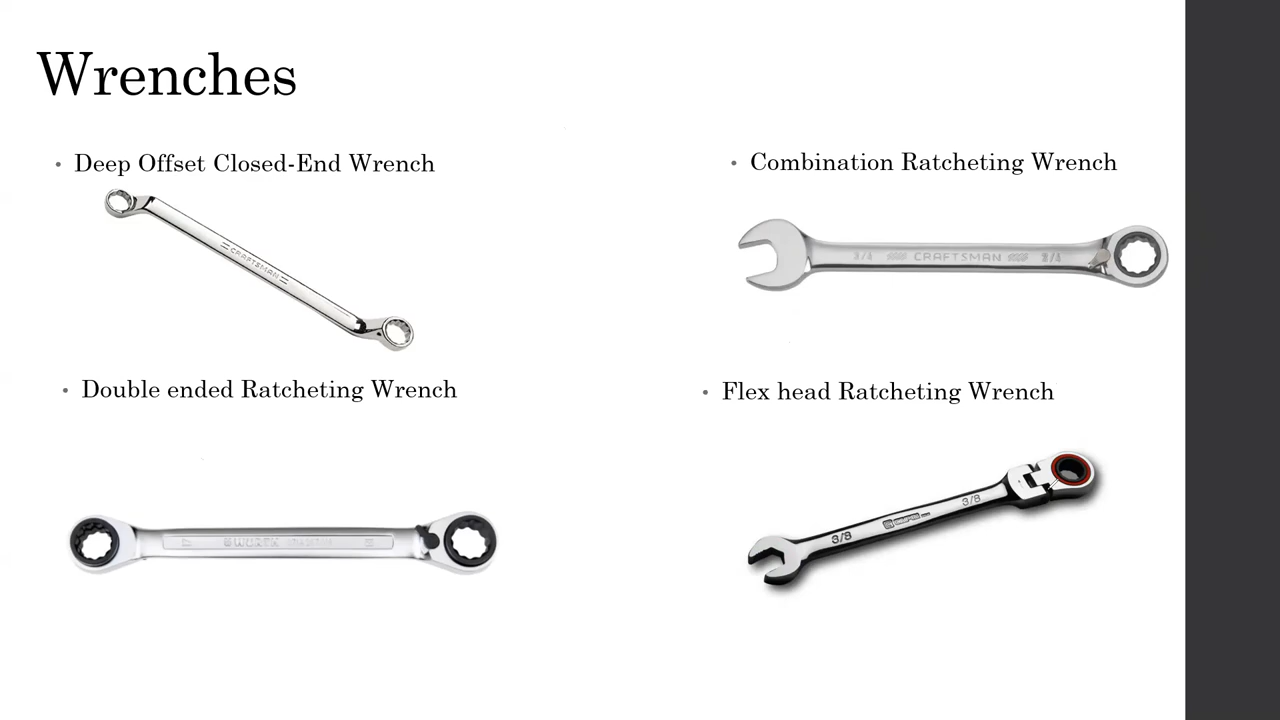 Wrenches
• Deep Offset Closed-End Wrench
CRAFTSMAN
• Combination Ratcheting Wrench
3/4 CRAFTSMAN 3/4
• Double ended Ratcheting Wrench
WÜRTH
• Flex head Ratcheting Wrench
3/8
3/8